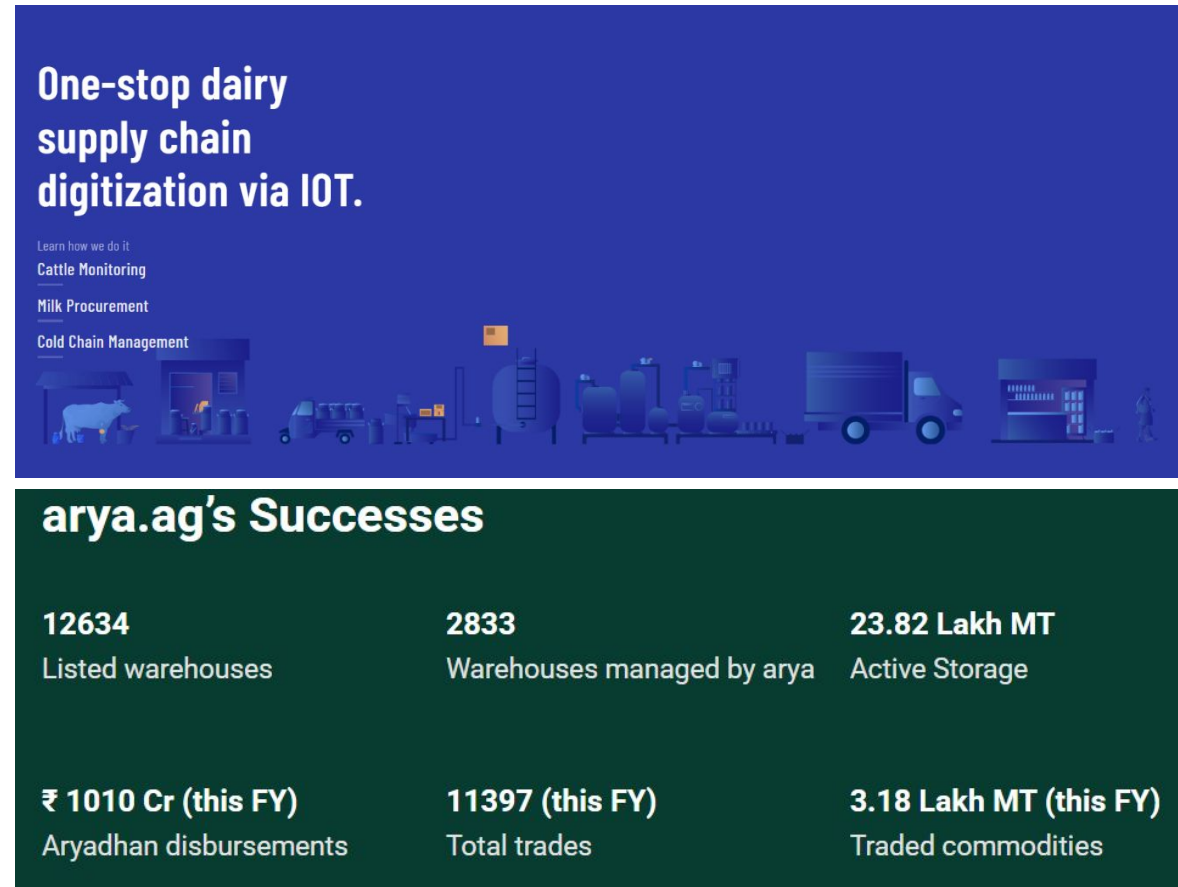 One-stop dairy
supply chain
digitization via IOT.
Learn how we do it
Cattle Monitoring
Milk Procurement
Cold Chain Management
arya.ag’s Successes
12634
Listed warehouses
2833
Warehouses managed by arya
23.82 Lakh MT
Active Storage
₹ 1010 Cr (this FY)
Aryadhan disbursements
11397 (this FY)
Total trades
3.18 Lakh MT (this FY)
Traded commodities